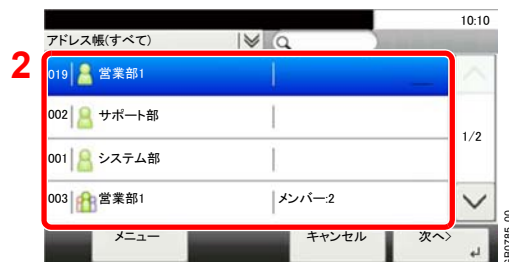 10:10
アドレス帳(すべて)
2
019 営業部1
002 サポート部
1/2
001 システム部
003 営業部1 メンバー:2
メニュー キャンセル 次へ>